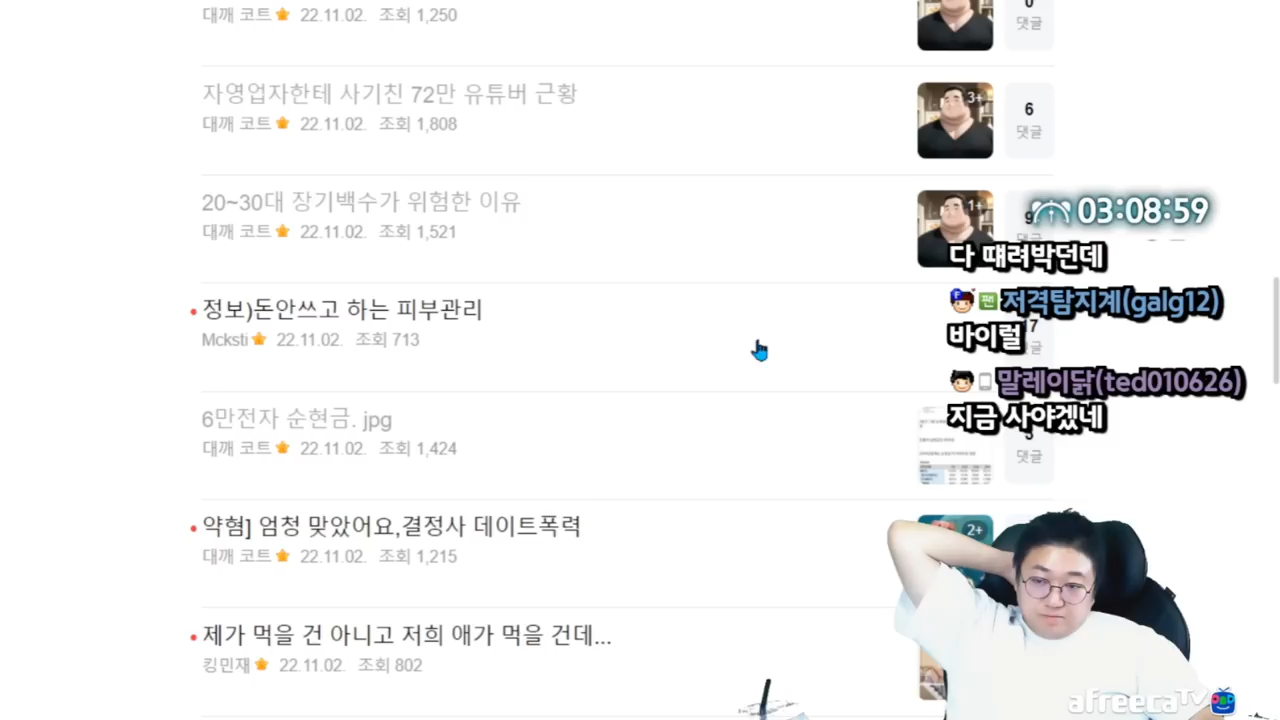 대깨 코트 22.11.02. 조회 1,250
0
댓글
자영업자한테 사기친 72만 유튜버 근황
대깨 코트 22.11.02. 조회 1,808
3+
6
댓글
20~30대 장기백수가 위험한 이유
대깨 코트 22.11.02. 조회 1,521
1+
9
03:08:59
다 떄려박던데
정보)돈안쓰고 하는 피부관리
Mcksti 22.11.02. 조회 713
팬 저격탐지계(galg12)
바이럴
말레이닭(ted010626)
지금 사야겠네
6만전자 순현금. jpg
대깨 코트 22.11.02. 조회 1,424
5
댓글
약혐] 엄청 맞았어요,결정사 데이트폭력
대깨 코트 22.11.02. 조회 1,215
2+
제가 먹을 건 아니고 저희 애가 먹을 건데...
킹민재 22.11.02. 조회 802
afreecaTV